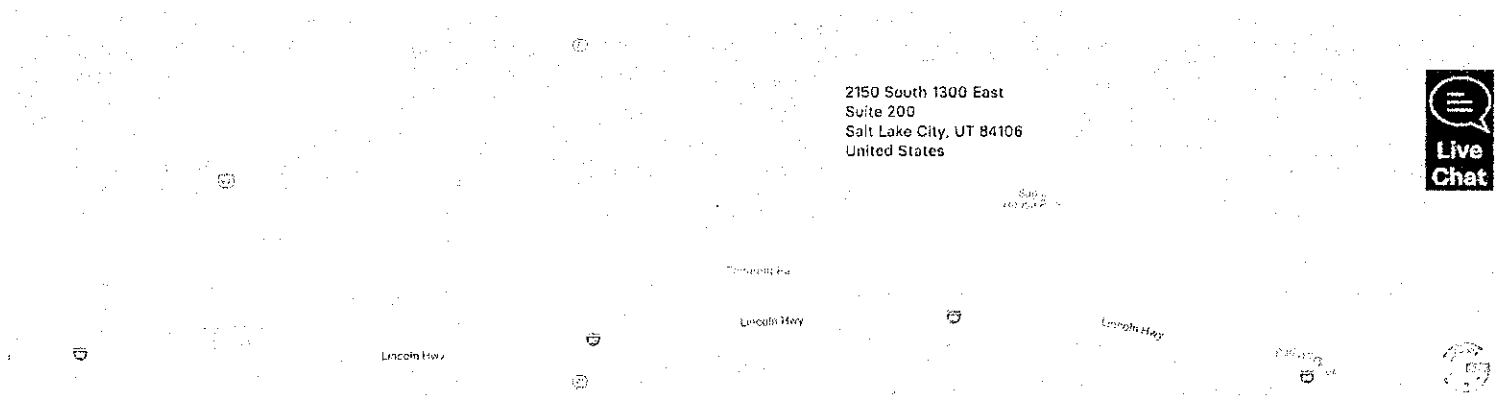 2150 South 1300 East
Suite 200
Salt Lake City, UT 84106
United States
Live
Chat
Lincoln Hwy
Lincoln Hwy
Lincoln Hwy